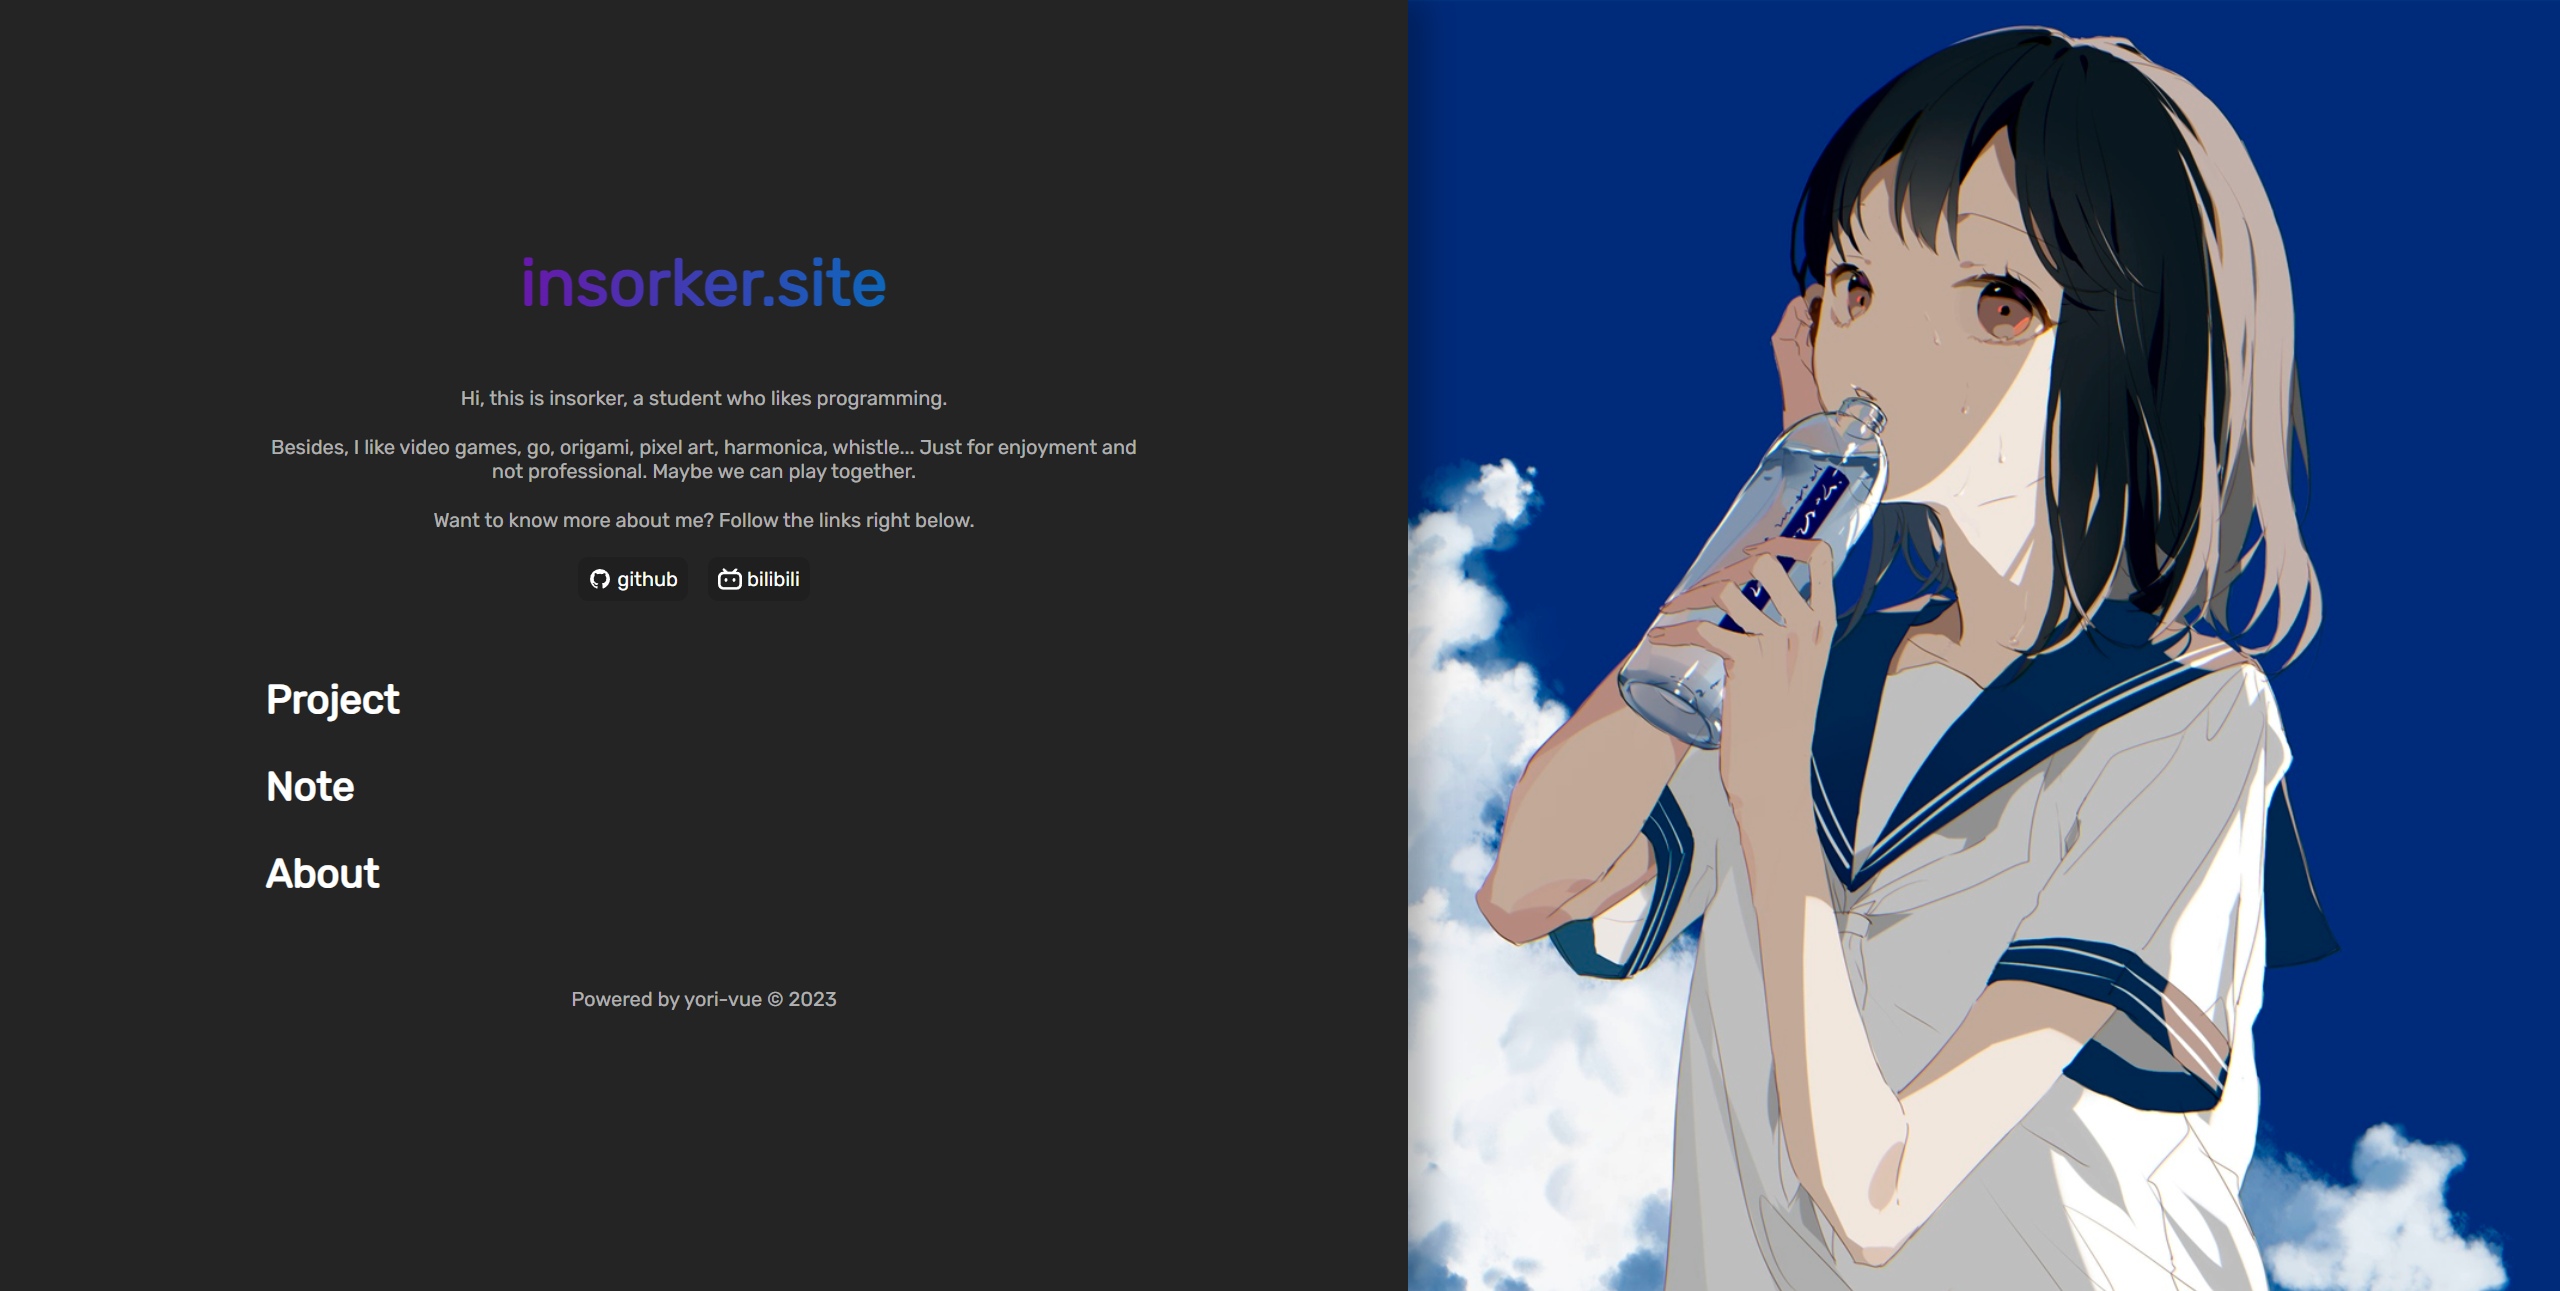 insorker.site
Hi, this is insorker, a student who likes programming.
Besides, I like video games, go, origami, pixel art, harmonica, whistle... Just for enjoyment and
not professional. Maybe we can play together.
Want to know more about me? Follow the links right below.
github bilibili
Project
Note
About
Powered by yori-vue © 2023